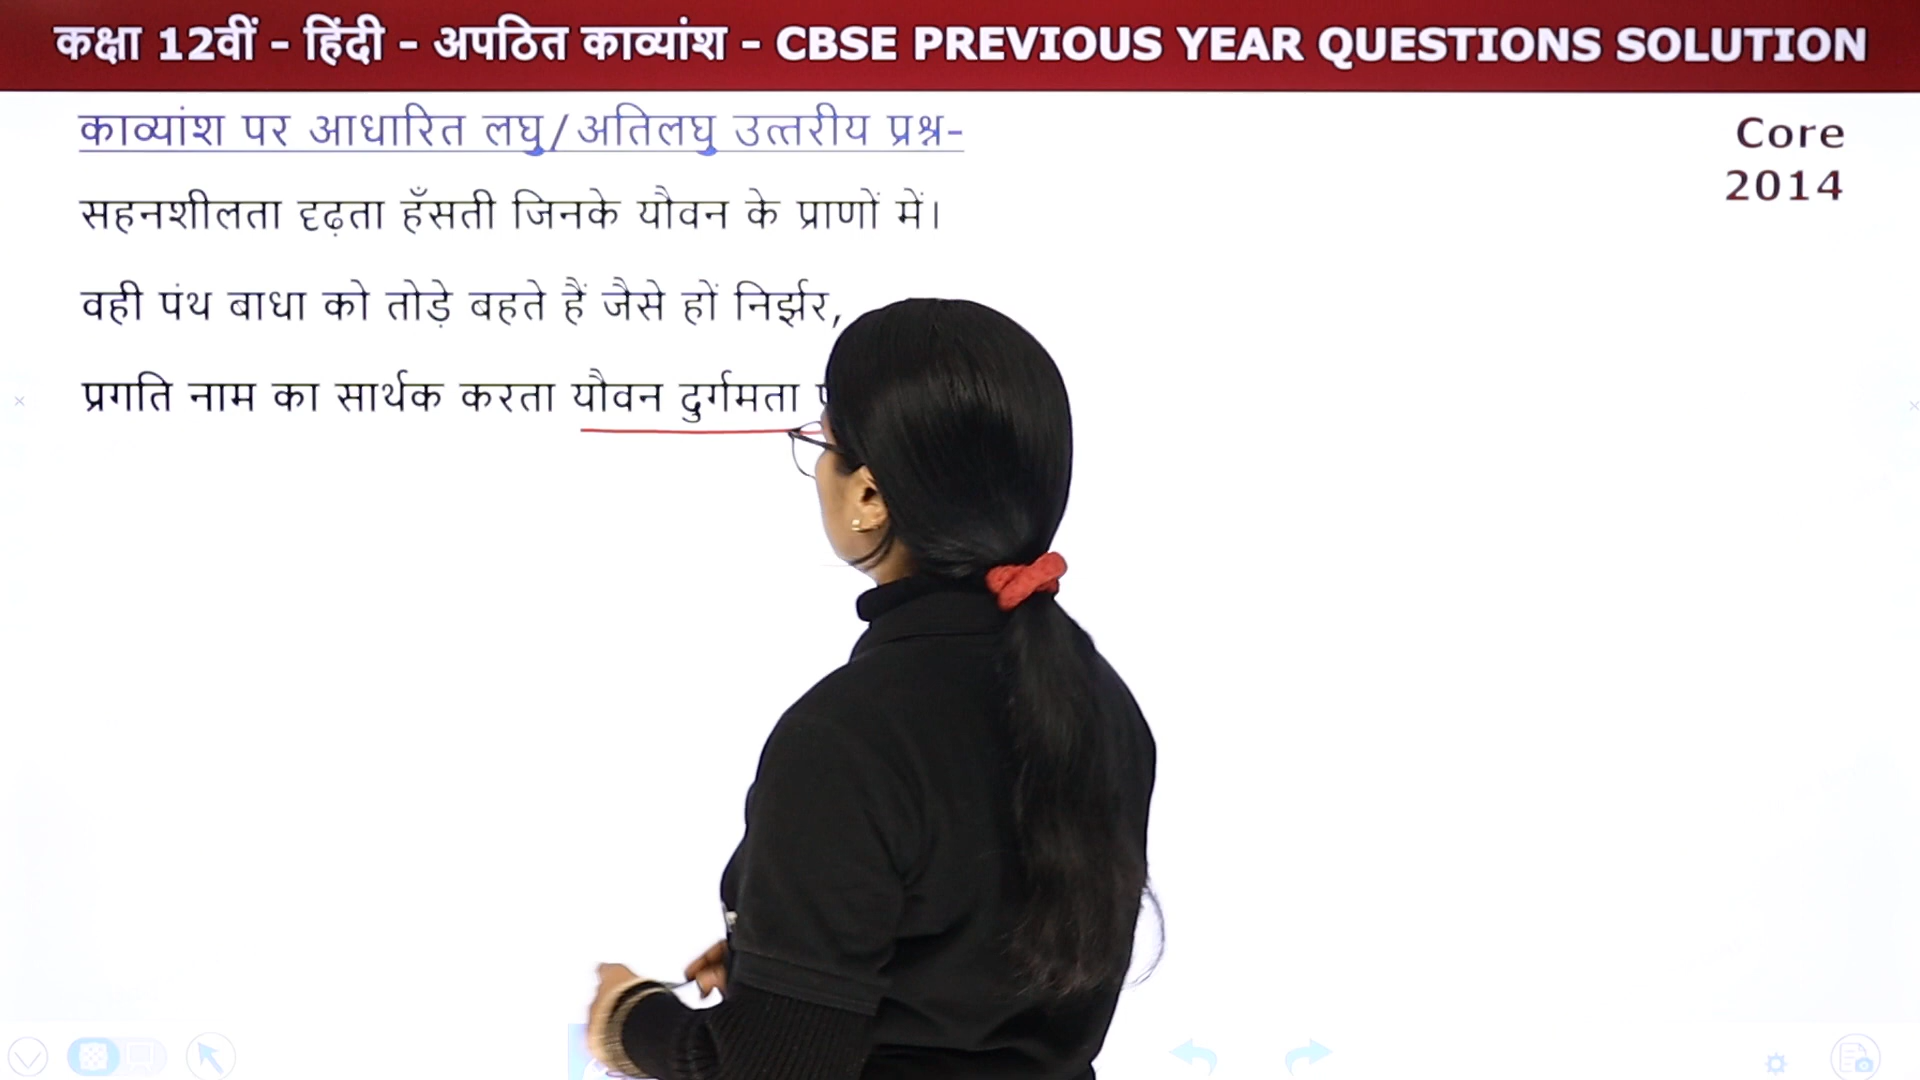 कक्षा 12वीं - हिंदी - अपठित काव्यांश - CBSE PREVIOUS YEAR QUESTIONS SOLUTION
काव्यांश पर आधारित लघु/अतिलघु उत्तरीय प्रश्न-
Core
2014
सहनशीलता दृढ़ता हँसती जिनके यौवन के प्राणों में।
वही पंथ बाधा को तोड़े बहते हैं जैसे हों निर्झर,
प्रगति नाम का सार्थक करता यौवन दुर्गमता